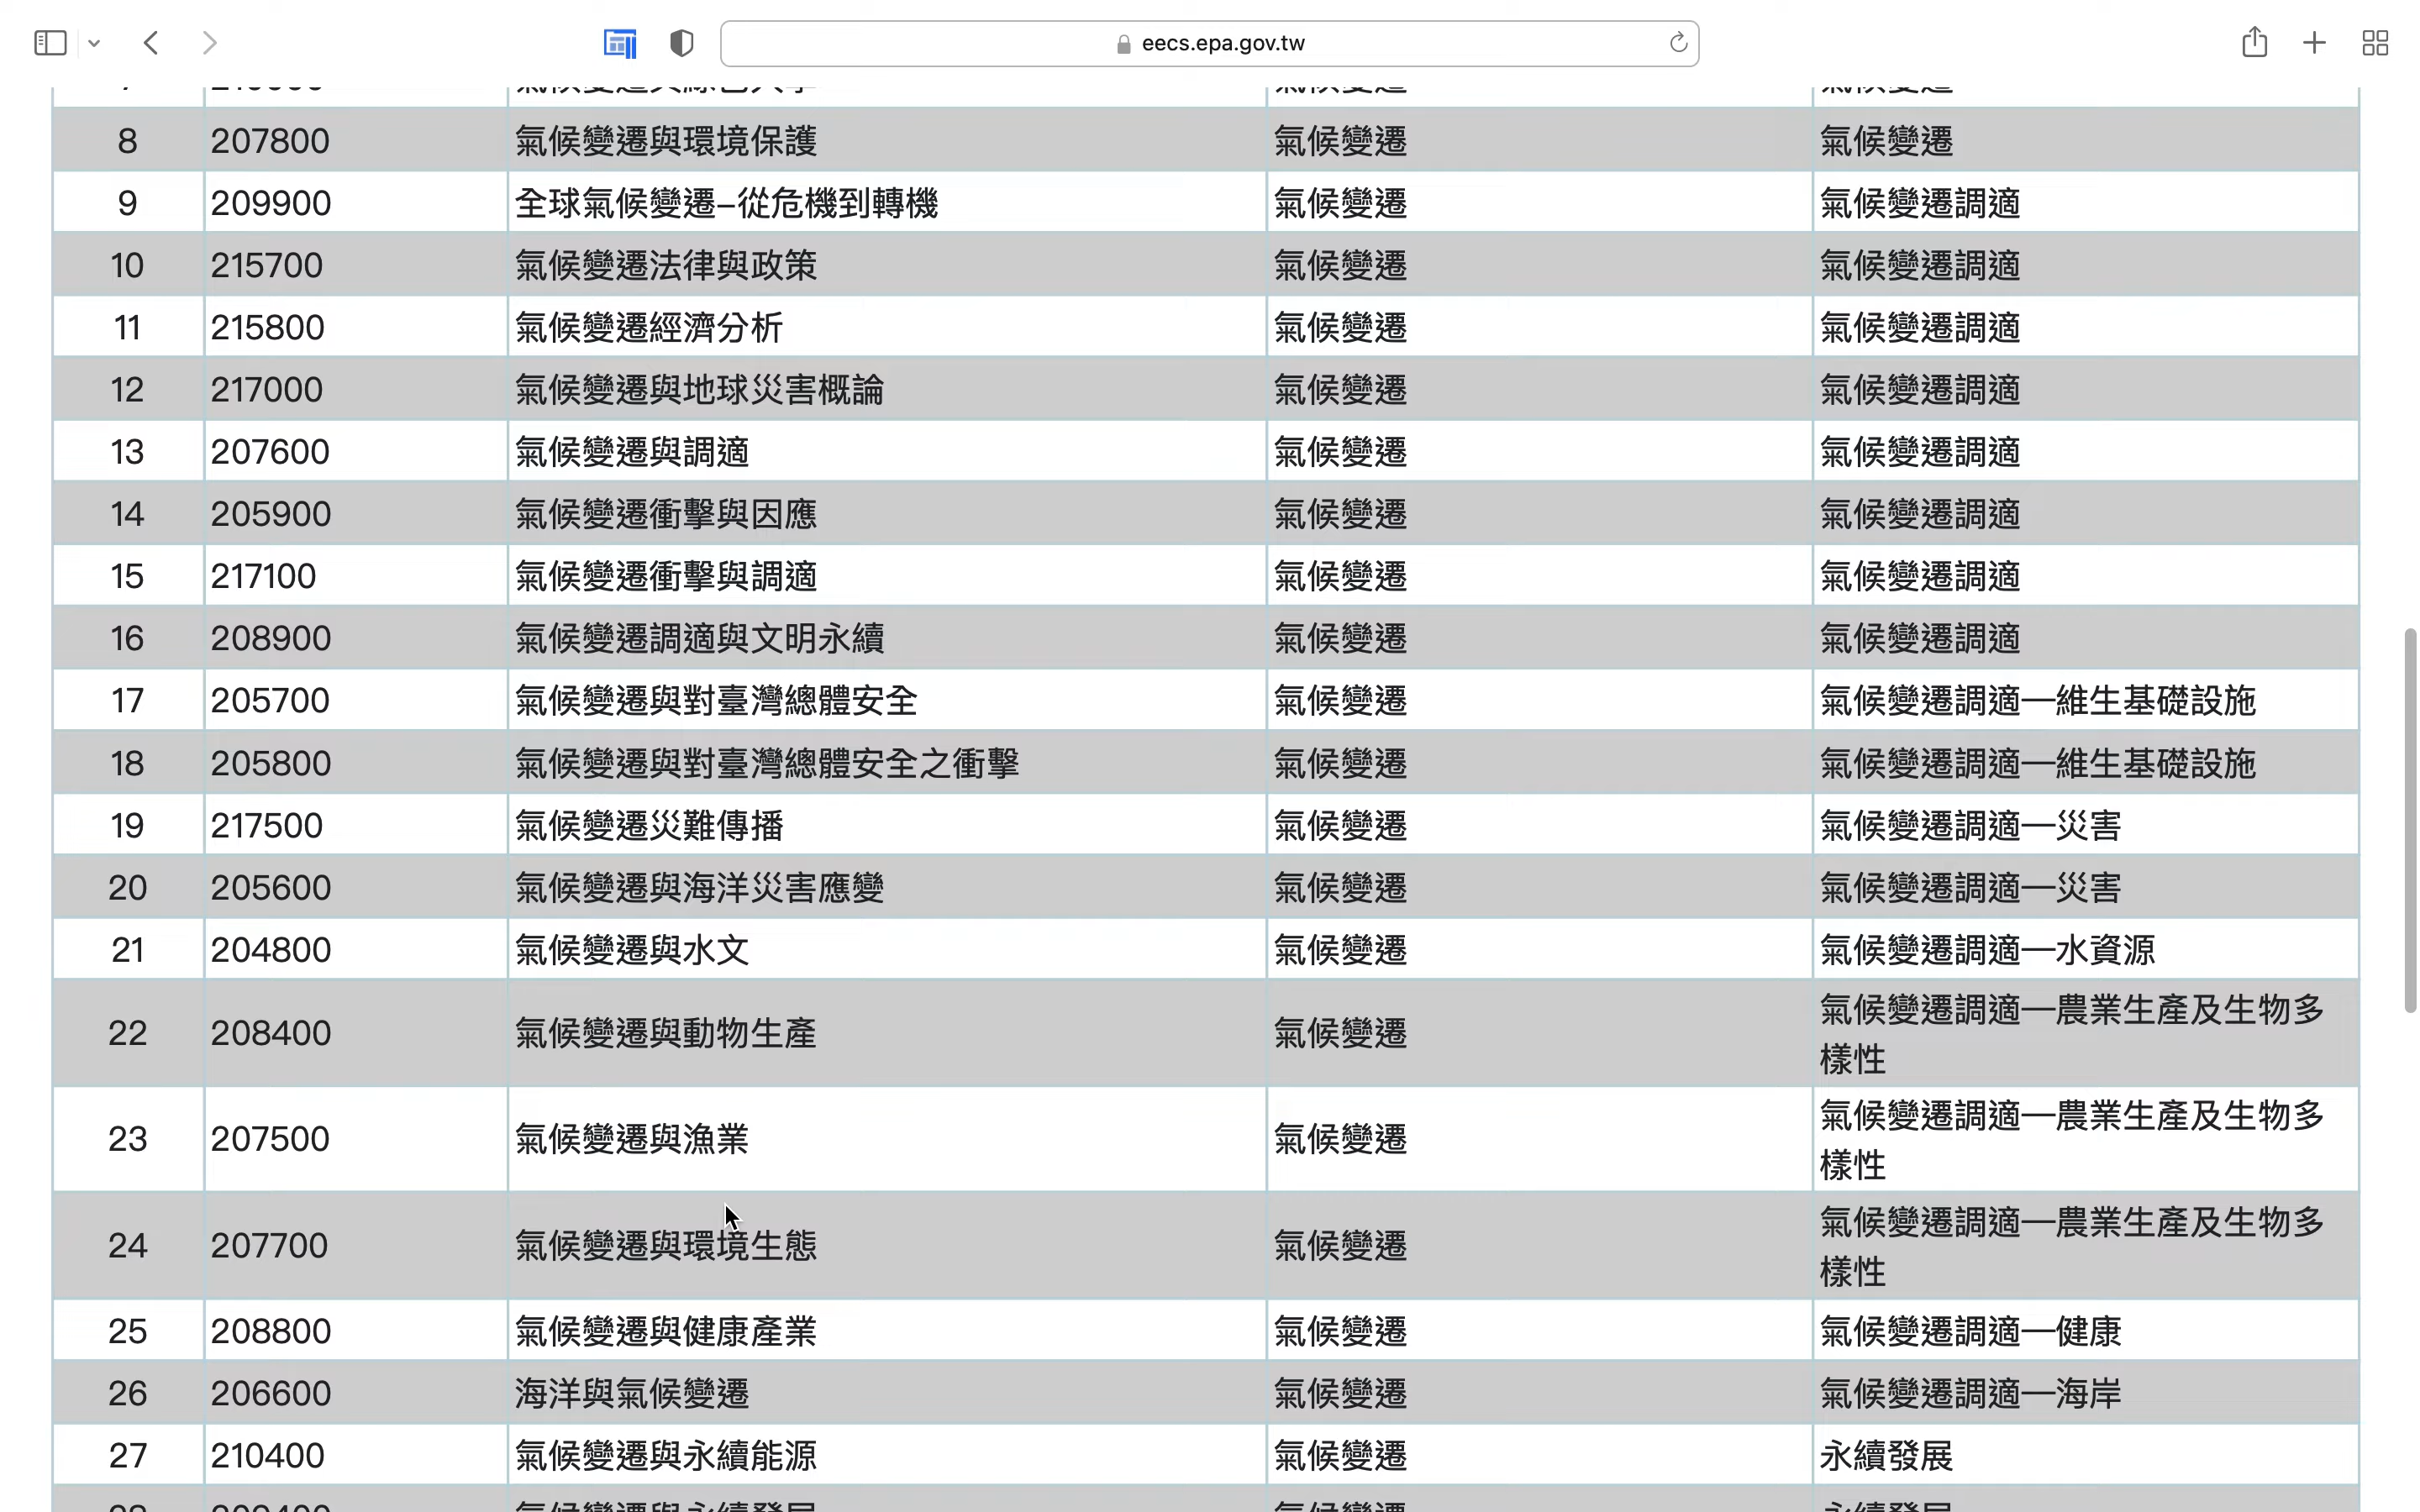 eecs.epa.gov.tw
8 207800 氣候變遷與環境保護 氣候變遷 氣候變遷
9 209900 全球氣候變遷–從危機到轉機 氣候變遷 氣候變遷調適
10 215700 氣候變遷法律與政策 氣候變遷 氣候變遷調適
11 215800 氣候變遷經濟分析 氣候變遷 氣候變遷調適
12 217000 氣候變遷與地球災害概論 氣候變遷 氣候變遷調適
13 207600 氣候變遷與調適 氣候變遷 氣候變遷調適
14 205900 氣候變遷衝擊與因應 氣候變遷 氣候變遷調適
15 217100 氣候變遷衝擊與調適 氣候變遷 氣候變遷調適
16 208900 氣候變遷調適與文明永續 氣候變遷 氣候變遷調適
17 205700 氣候變遷與對臺灣總體安全 氣候變遷 氣候變遷調適—維生基礎設施
18 205800 氣候變遷與對臺灣總體安全之衝擊 氣候變遷 氣候變遷調適—維生基礎設施
19 217500 氣候變遷災難傳播 氣候變遷 氣候變遷調適—災害
20 205600 氣候變遷與海洋災害應變 氣候變遷 氣候變遷調適—災害
21 204800 氣候變遷與水文 氣候變遷 氣候變遷調適—水資源
22 208400 氣候變遷與動物生產 氣候變遷 氣候變遷調適—農業生產及生物多
樣性
23 207500 氣候變遷與漁業 氣候變遷 氣候變遷調適—農業生產及生物多
樣性
24 207700 氣候變遷與環境生態 氣候變遷 氣候變遷調適—農業生產及生物多
樣性
25 208800 氣候變遷與健康產業 氣候變遷 氣候變遷調適—健康
26 206600 海洋與氣候變遷 氣候變遷 氣候變遷調適—海岸
27 210400 氣候變遷與永續能源 氣候變遷 永續發展
氣候變遷與永續發展 氣候變遷 永續發展